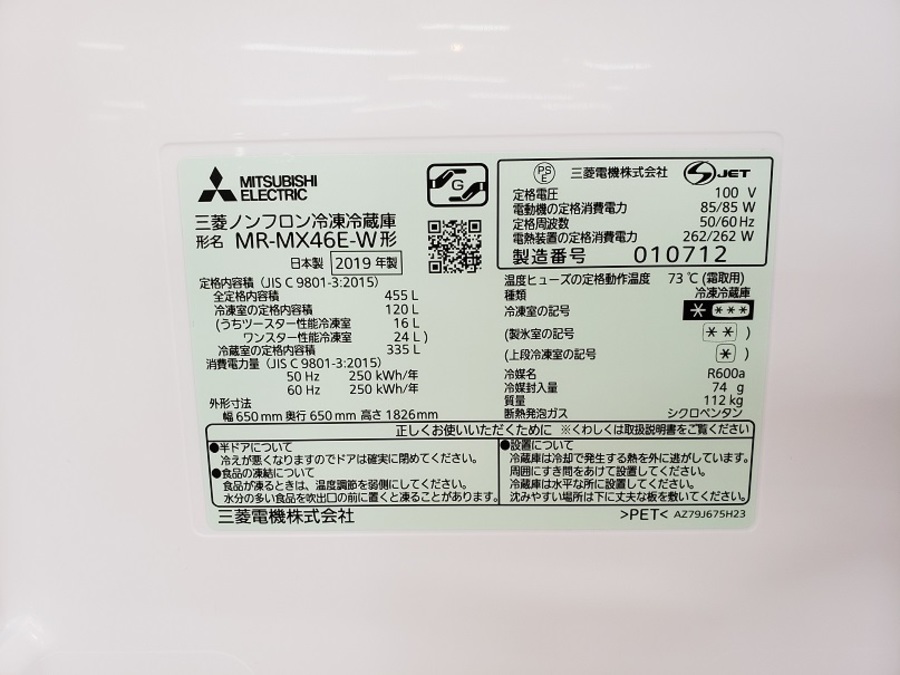 MITSUBISHI
ELECTRIC
G
三菱ノンフロン冷凍冷蔵庫
形名 MR-MX46E-W形
日本製 2019 年製
定格内容積 (JIS C 9801-3:2015)
全定格内容積 455 L
冷凍室の定格内容積 120 L
(うちツースター性能冷凍室 16 L
ワンスター性能冷凍室 24 L )
冷蔵室の定格内容積 335 L
消費電力量 (JIS C 9801-3:2015)
50 Hz 250 kWh/年
60 Hz 250 kWh/年
外形寸法
幅 650 mm 奥行 650 mm 高さ 1826 mm
PS
E 三菱電機株式会社 S JET
定格電圧 100 V
電動機の定格消費電力 85/85 W
定格周波数 50/60 Hz
電熱装置の定格消費電力 262/262 W
製造番号 010712
温度ヒューズの定格動作温度 73 ℃ (霜取用)
種類 冷凍冷蔵庫
冷凍室の記号 * ***
(製氷室の記号 ** )
(上段冷凍室の記号 * )
冷媒名 R600a
冷媒封入量 74 g
質量 112 kg
断熱発泡ガス シクロペンタン
正しくお使いいただくために ※くわしくは取扱説明書をご覧ください
●半ドアについて
冷えが悪くなりますのでドアは確実に閉めてください。
●食品の凍結について
食品が凍るときは、温度調節を弱側にしてください。
水分の多い食品を吹出口の前に置くと凍ることがあります。
●設置について
冷蔵庫は冷却で発生する熱を外に逃がしています。
周囲にすき間をあけて設置してください。
冷蔵庫は水平な所に設置してください。
沈みやすい場所は下に丈夫な板を敷いてください。
三菱電機株式会社 >PET< AZ79J675H23